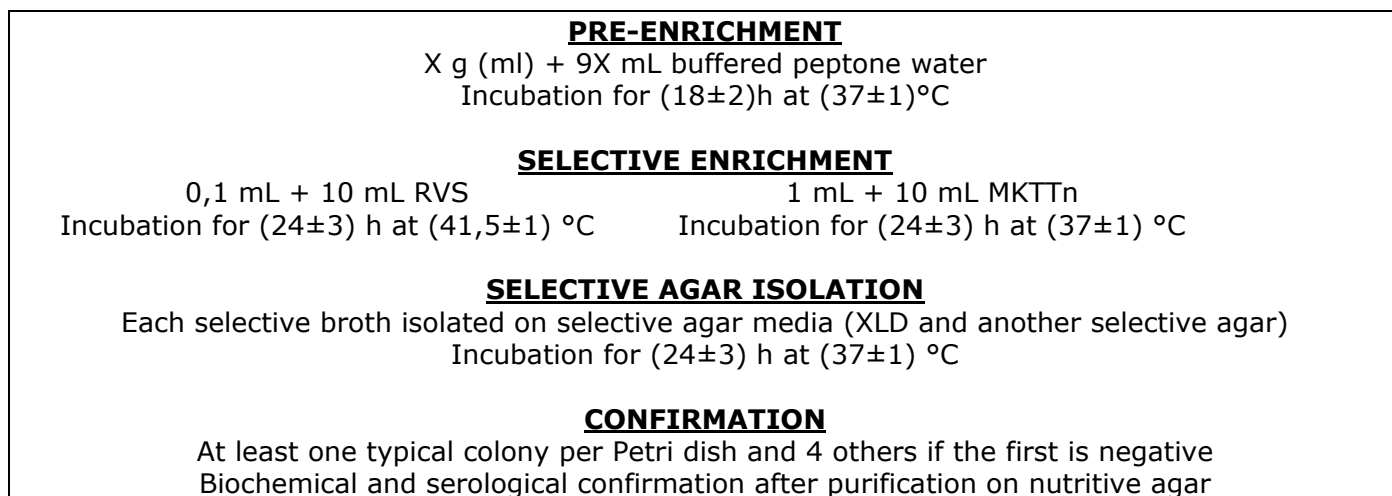 PRE-ENRICHMENT
X g (ml) + 9X mL buffered peptone water
Incubation for (18±2)h at (37±1)°C
SELECTIVE ENRICHMENT
0,1 mL + 10 mL RVS
Incubation for (24±3) h at (41,5±1) °C
1 mL + 10 mL MKTTn
Incubation for (24±3) h at (37±1) °C
SELECTIVE AGAR ISOLATION
Each selective broth isolated on selective agar media (XLD and another selective agar)
Incubation for (24±3) h at (37±1) °C
CONFIRMATION
At least one typical colony per Petri dish and 4 others if the first is negative
Biochemical and serological confirmation after purification on nutritive agar